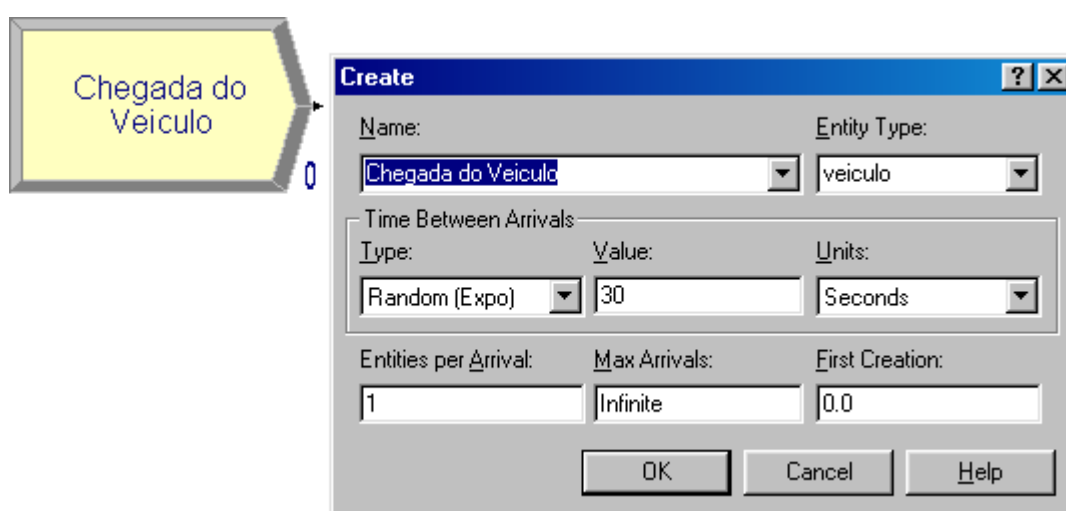 Chegada do
Veiculo
0
Create
Name: Entity Type:
Chegada do Veiculo veiculo
Time Between Arrivals
Type: Value: Units:
Random (Expo) 30 Seconds
Entities per Arrival: Max Arrivals: First Creation:
1 Infinite 0.0
OK Cancel Help